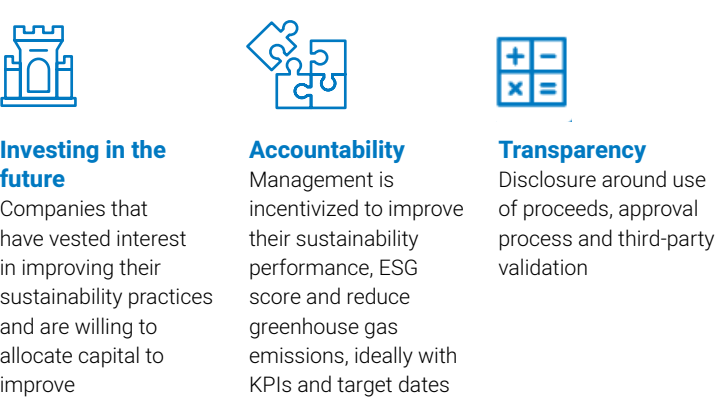 Investing in the
future
Companies that
have vested interest
in improving their
sustainability practices
and are willing to
allocate capital to
improve
Accountability
Management is
incentivized to improve
their sustainability
performance, ESG
score and reduce
greenhouse gas
emissions, ideally with
KPIs and target dates
Transparency
Disclosure around use
of proceeds, approval
process and third-party
validation